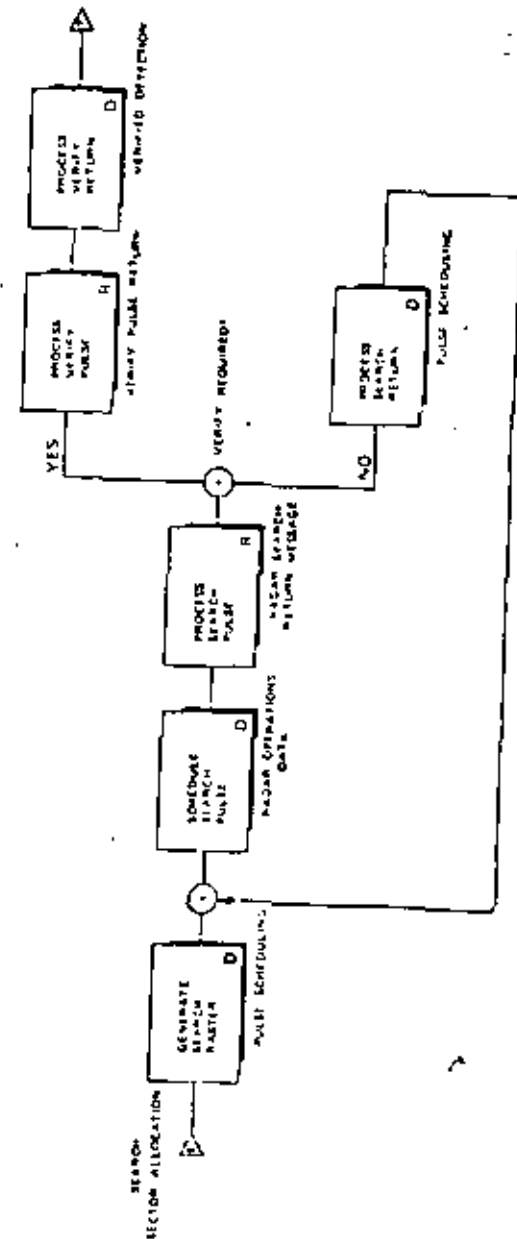 SEARCH
SECTOR ALLOCATION
GENERATE
SEARCH
RASTER
D
PULSE SCHEDULING
+
SCHEDULE
SEARCH
PULSE
D
RADAR OPERATIONS
DATA
PROCESS
SEARCH
PULSE
R
RADAR SEARCH
RETURN MESSAGE
+
VERIFY REQUIRED?
YES
PROCESS
VERIFY
PULSE
R
VERIFY PULSE RETURN
PROCESS
VERIFY
RETURN
D
VERIFIED DETECTION
NO
PROCESS
SEARCH
RETURN
D
PULSE SCHEDULING